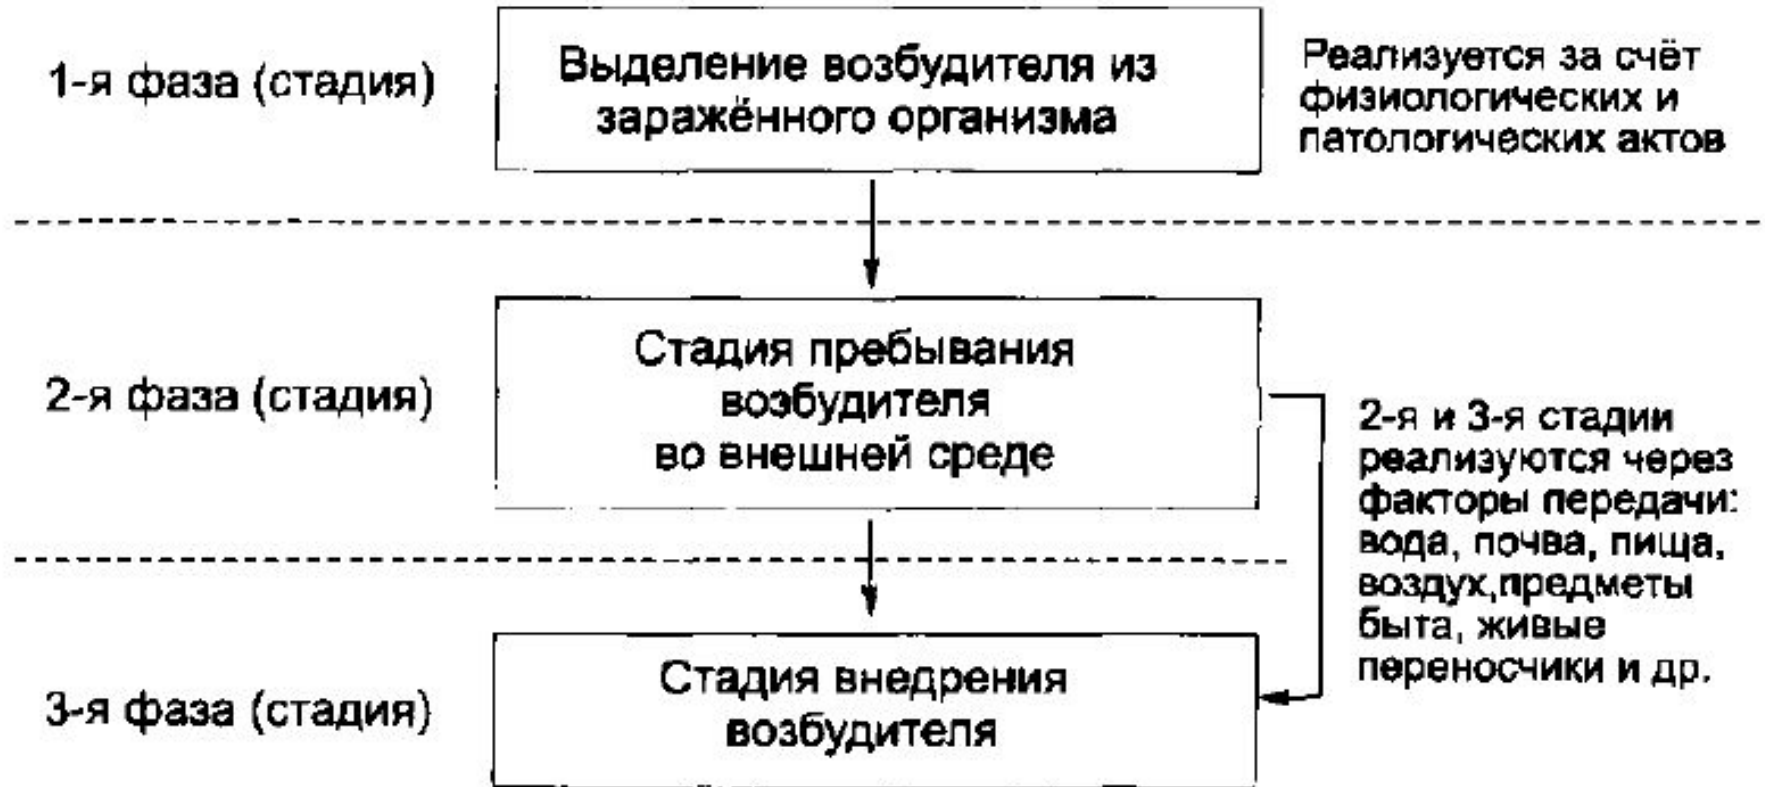 1-я фаза (стадия)
Выделение возбудителя из
заражённого организма
Реализуется за счёт
физиологических и
патологических актов
2-я фаза (стадия)
Стадия пребывания
возбудителя
во внешней среде
2-я и 3-я стадии
реализуются через
факторы передачи:
вода, почва, пища,
воздух,предметы
быта, живые
переносчики и др.
3-я фаза (стадия)
Стадия внедрения
возбудителя